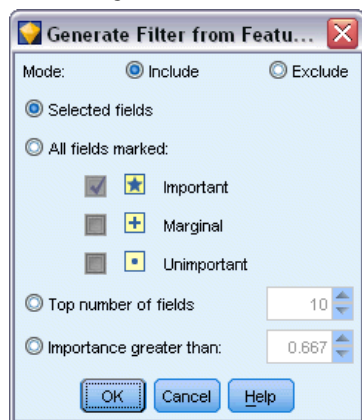 Generate Filter from Featu...
Mode: Include Exclude
Selected fields
All fields marked:
Important
Marginal
Unimportant
Top number of fields 10
Importance greater than: 0.667
OK Cancel Help